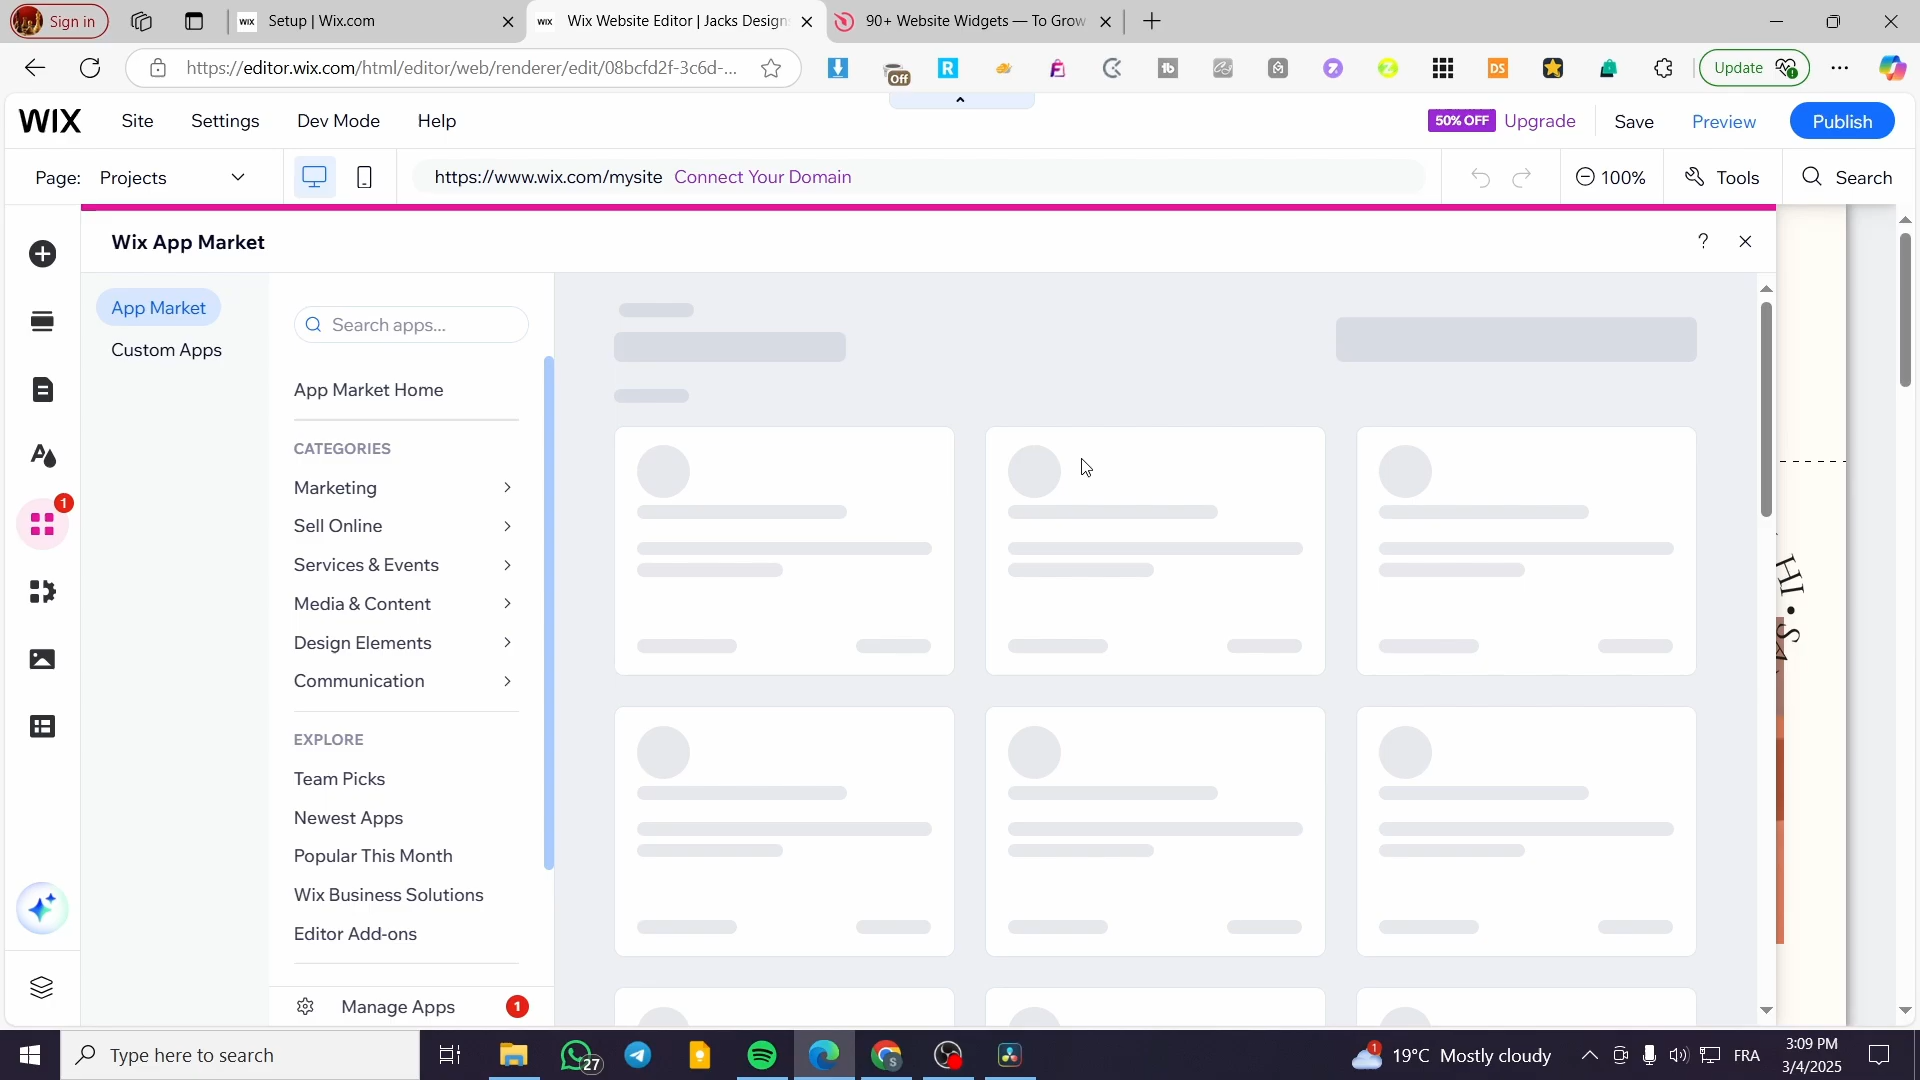 Sign in
Setup | Wix.com
Wix Website Editor | Jacks Design
90+ Website Widgets — To Grow
https://editor.wix.com/html/editor/web/renderer/edit/08bcfd2f-3c6d-...
Off
Update
WIX
Site
Settings
Dev Mode
Help
50% OFF
Upgrade
Save
Preview
Publish
Page: Projects
https://www.wix.com/mysite
Connect Your Domain
100%
Tools
Search
Wix App Market
?
App Market
Custom Apps
Search apps...
App Market Home
CATEGORIES
Marketing
Sell Online
Services & Events
Media & Content
Design Elements
Communication
EXPLORE
Team Picks
Newest Apps
Popular This Month
Wix Business Solutions
Editor Add-ons
Manage Apps
1
1
HI • S
Type here to search
27
1
19°C Mostly cloudy
FRA
3:09 PM
3/4/2025